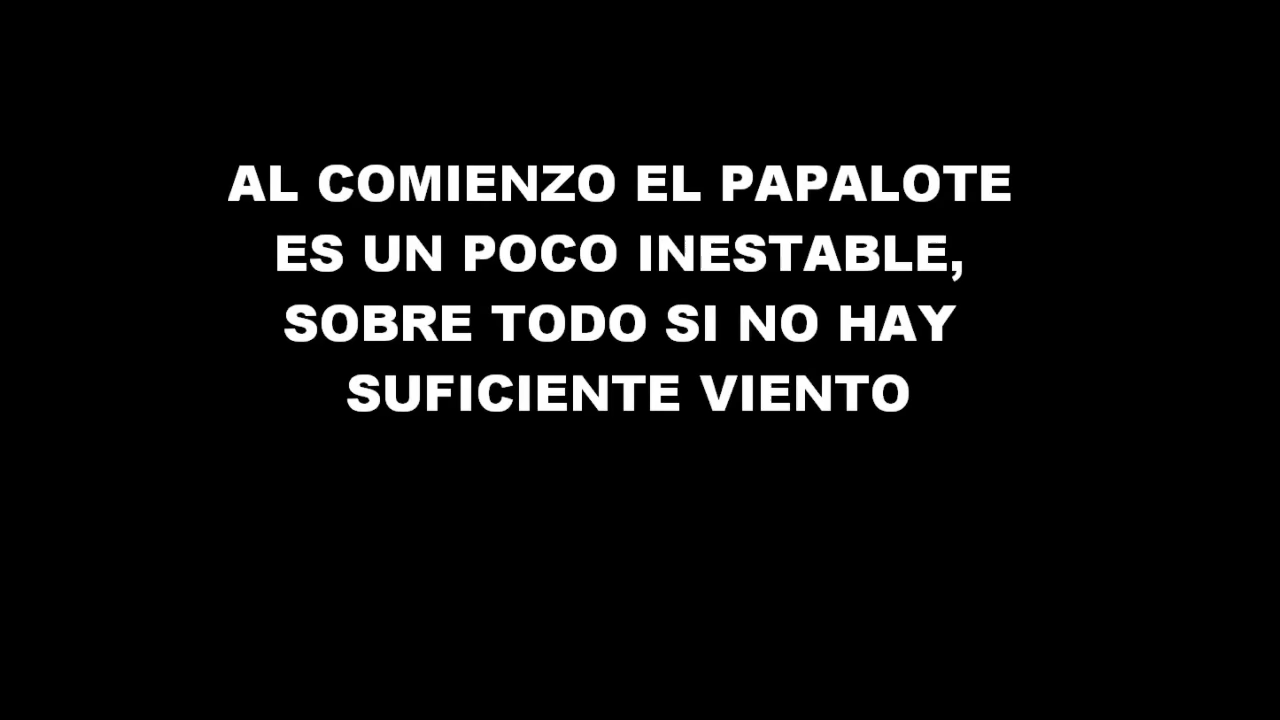 AL COMIENZO EL PAPALOTE
ES UN POCO INESTABLE,
SOBRE TODO SI NO HAY
SUFICIENTE VIENTO